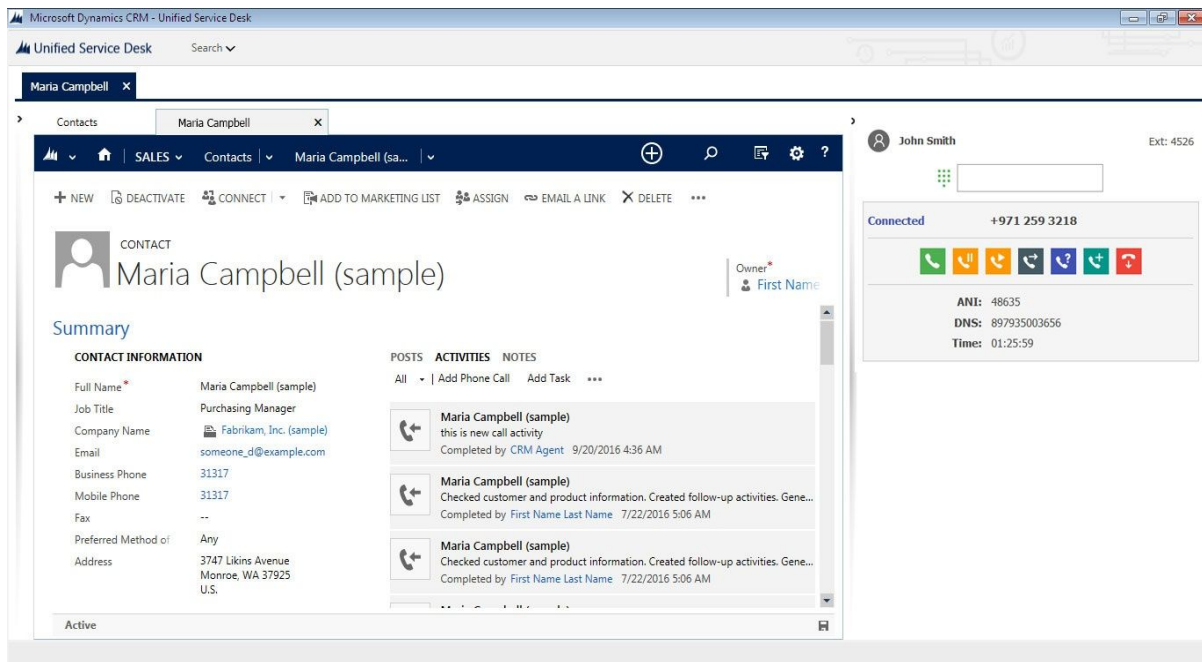 Microsoft Dynamics CRM - Unified Service Desk
Unified Service Desk Search
Maria Campbell X
Contacts Maria Campbell x
SALES Contacts Maria Campbell (sa... ?
NEW DEACTIVATE CONNECT ADD TO MARKETING LIST ASSIGN EMAIL A LINK DELETE ...
CONTACT
Maria Campbell (sample)
Owner*
First Name
Summary
CONTACT INFORMATION
Full Name* Maria Campbell (sample)
Job Title Purchasing Manager
Company Name Fabrikam, Inc. (sample)
Email someone_d@example.com
Business Phone 31317
Mobile Phone 31317
Fax --
Preferred Method of Any
Address 3747 Likins Avenue
Monroe, WA 37925
U.S.
POSTS ACTIVITIES NOTES
All | Add Phone Call Add Task ...
Maria Campbell (sample)
this is new call activity
Completed by CRM Agent 9/20/2016 4:36 AM
Maria Campbell (sample)
Checked customer and product information. Created follow-up activities. Gene...
Completed by First Name Last Name 7/22/2016 5:06 AM
Maria Campbell (sample)
Checked customer and product information. Created follow-up activities. Gene...
Completed by First Name Last Name 7/22/2016 5:06 AM
Active
John Smith Ext: 4526
Connected +971 259 3218
ANI: 48635
DNS: 897935003656
Time: 01:25:59